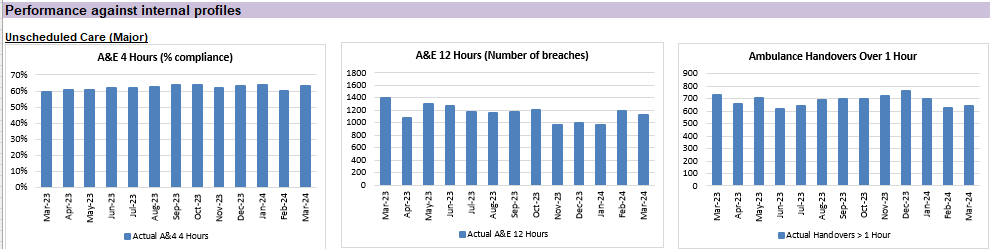 Performance against internal profiles
Unscheduled Care (Major)
A&E 4 Hours (% compliance)
70%
60%
50%
40%
30%
20%
10%
0%
Mar-23 Apr-23 May-23 Jun-23 Jul-23 Aug-23 Sep-23 Oct-23 Nov-23 Dec-23 Jan-24 Feb-24 Mar-24
Actual A&4 4 Hours
A&E 12 Hours (Number of breaches)
1800
1600
1400
1200
1000
800
600
400
200
0
Mar-23 Apr-23 May-23 Jun-23 Jul-23 Aug-23 Sep-23 Oct-23 Nov-23 Dec-23 Jan-24 Feb-24 Mar-24
Actual A&E 12 Hours
Ambulance Handovers Over 1 Hour
900
800
700
600
500
400
300
200
100
0
Mar-23 Apr-23 May-23 Jun-23 Jul-23 Aug-23 Sep-23 Oct-23 Nov-23 Dec-23 Jan-24 Feb-24 Mar-24
Actual Handovers > 1 Hour